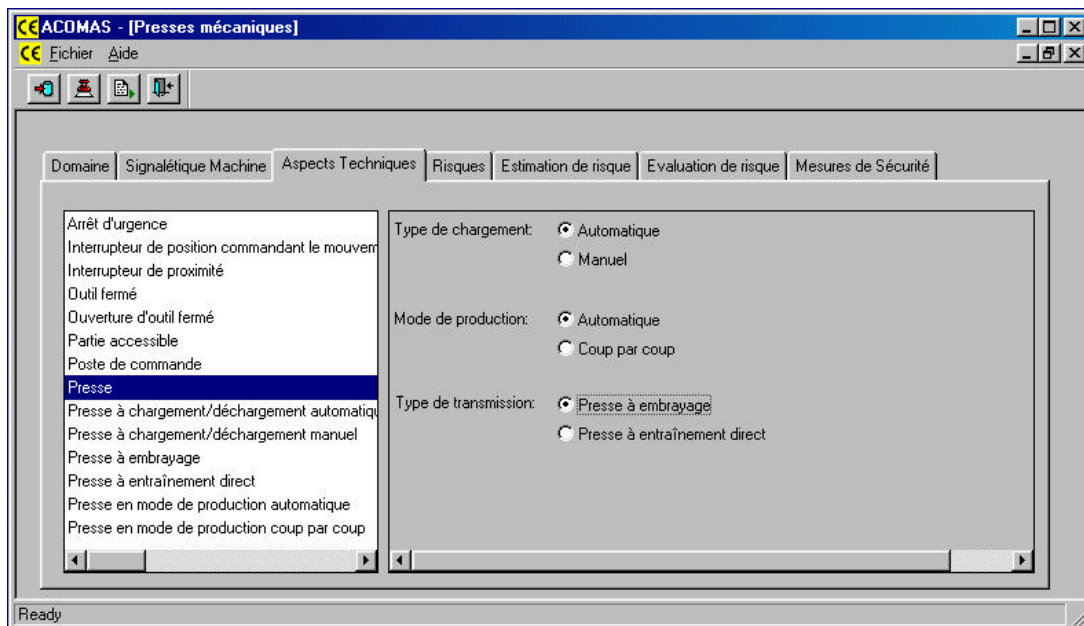 CE ACOMAS - [Presses mécaniques]
CE Fichier Aide
Domaine Signalétique Machine Aspects Techniques Risques Estimation de risque Evaluation de risque Mesures de Sécurité
Arrêt d'urgence
Interrupteur de position commandant le mouvem
Interrupteur de proximité
Outil fermé
Ouverture d'outil fermé
Partie accessible
Poste de commande
Presse
Presse à chargement/déchargement automatiqu
Presse à chargement/déchargement manuel
Presse à embrayage
Presse à entraînement direct
Presse en mode de production automatique
Presse en mode de production coup par coup
Type de chargement: Automatique
Manuel
Mode de production: Automatique
Coup par coup
Type de transmission: Presse à embrayage
Presse à entraînement direct
Ready